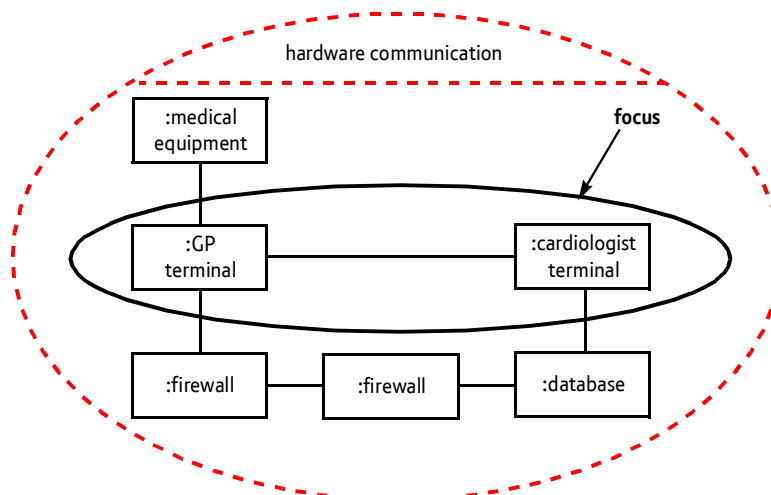 hardware communication
:medical
equipment
focus
:GP
terminal
:cardiologist
terminal
:firewall
:firewall
:database